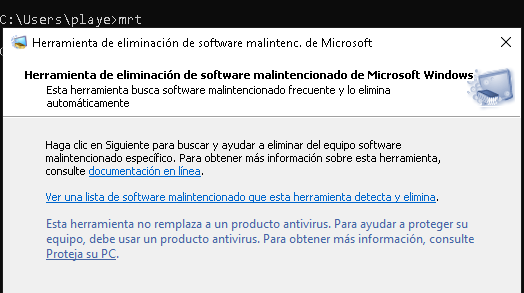 C:\Users\playe>mrt
Herramienta de eliminación de software malintenc. de Microsoft
Herramienta de eliminación de software malintencionado de Microsoft Windows
Esta herramienta busca software malintencionado frecuente y lo elimina
automáticamente
Haga clic en Siguiente para buscar y ayudar a eliminar del equipo software
malintencionado específico. Para obtener más información sobre esta herramienta,
consulte documentación en línea.
Ver una lista de software malintencionado que esta herramienta detecta y elimina.
Esta herramienta no remplaza a un producto antivirus. Para ayudar a proteger su
equipo, debe usar un producto antivirus. Para obtener más información, consulte
Proteja su PC.